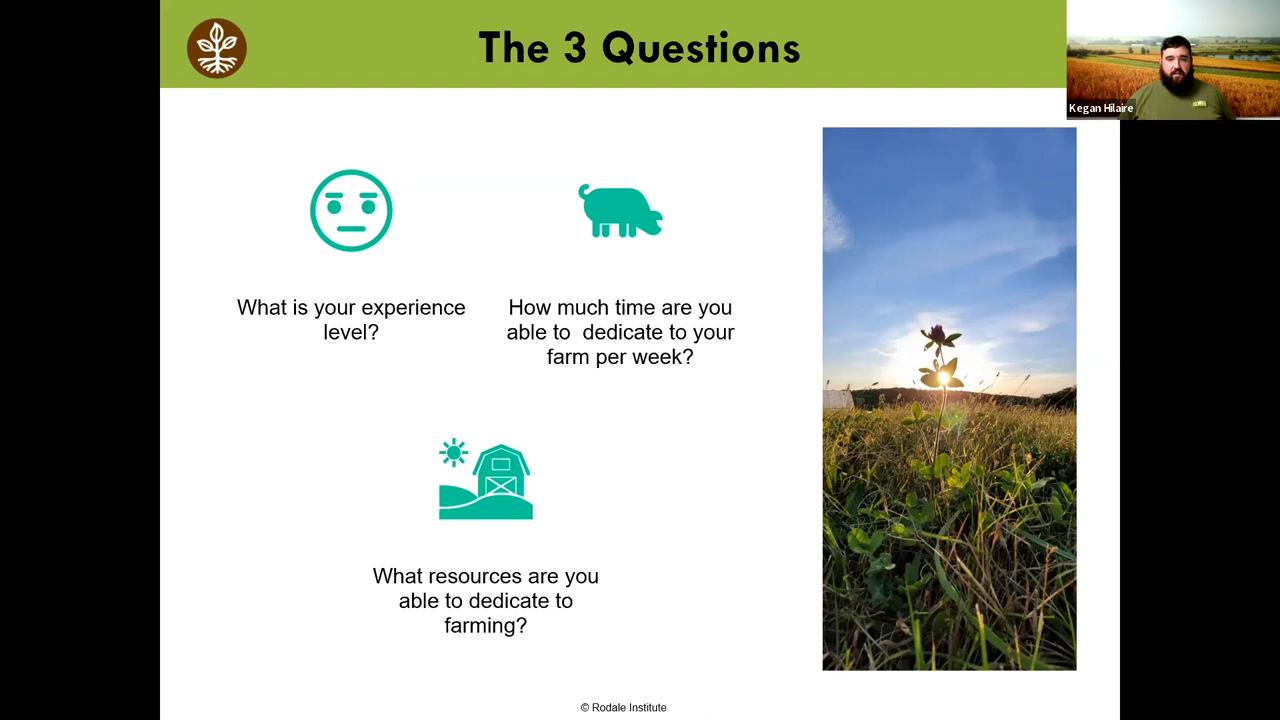 The 3 Questions
Kegan Hilaire
What is your experience
level?
How much time are you
able to  dedicate to your
farm per week?
What resources are you
able to dedicate to
farming?
© Rodale Institute